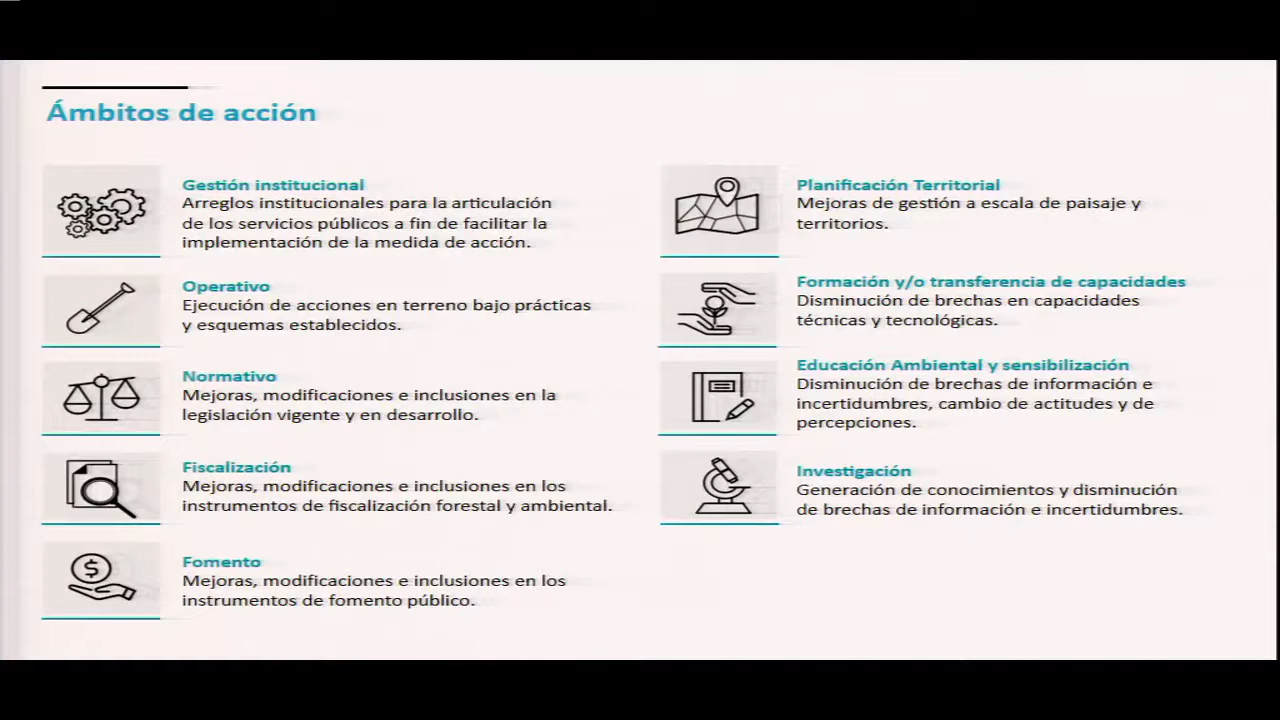 Ámbitos de acción
Gestión institucional
Arreglos institucionales para la articulación
de los servicios públicos a fin de facilitar la
implementación de la medida de acción.
Operativo
Ejecución de acciones en terreno bajo prácticas
y esquemas establecidos.
Normativo
Mejoras, modificaciones e inclusiones en la
legislación vigente y en desarrollo.
Fiscalización
Mejoras, modificaciones e inclusiones en los
instrumentos de fiscalización forestal y ambiental.
Fomento
Mejoras, modificaciones e inclusiones en los
instrumentos de fomento público.
Planificación Territorial
Mejoras de gestión a escala de paisaje y
territorios.
Formación y/o transferencia de capacidades
Disminución de brechas en capacidades
técnicas y tecnológicas.
Educación Ambiental y sensibilización
Disminución de brechas de información e
incertidumbres, cambio de actitudes y de
percepciones.
Investigación
Generación de conocimientos y disminución
de brechas de información e incertidumbres.